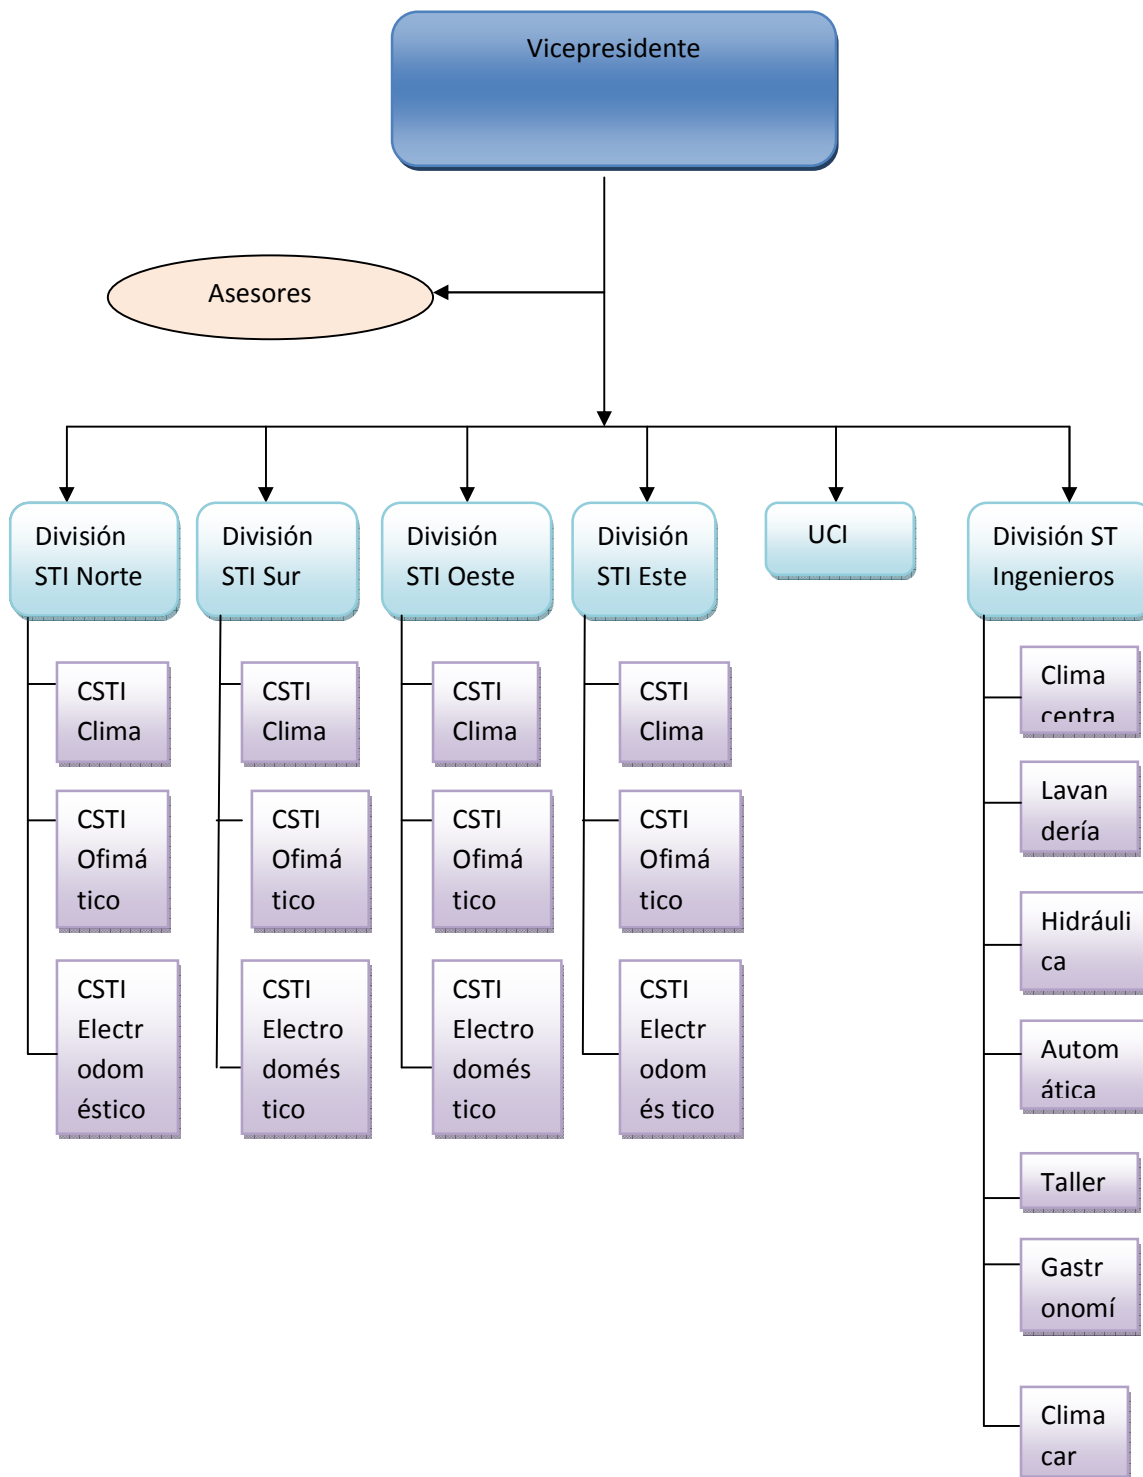 Vicepresidente
Asesores
División
STI Norte
División
STI Sur
División
STI Oeste
División
STI Este
UCI
División ST
Ingenieros
CSTI
Clima
CSTI
Ofimá
tico
CSTI
Electr
odom
éstico
CSTI
Clima
CSTI
Ofimá
tico
CSTI
Electro
domés
tico
CSTI
Clima
CSTI
Ofimá
tico
CSTI
Electro
domés
tico
CSTI
Clima
CSTI
Ofimá
tico
CSTI
Electr
odom
és tico
Clima
centra
Lavan
dería
Hidráuli
ca
Autom
ática
Taller
Gastr
onomí
Clima
car